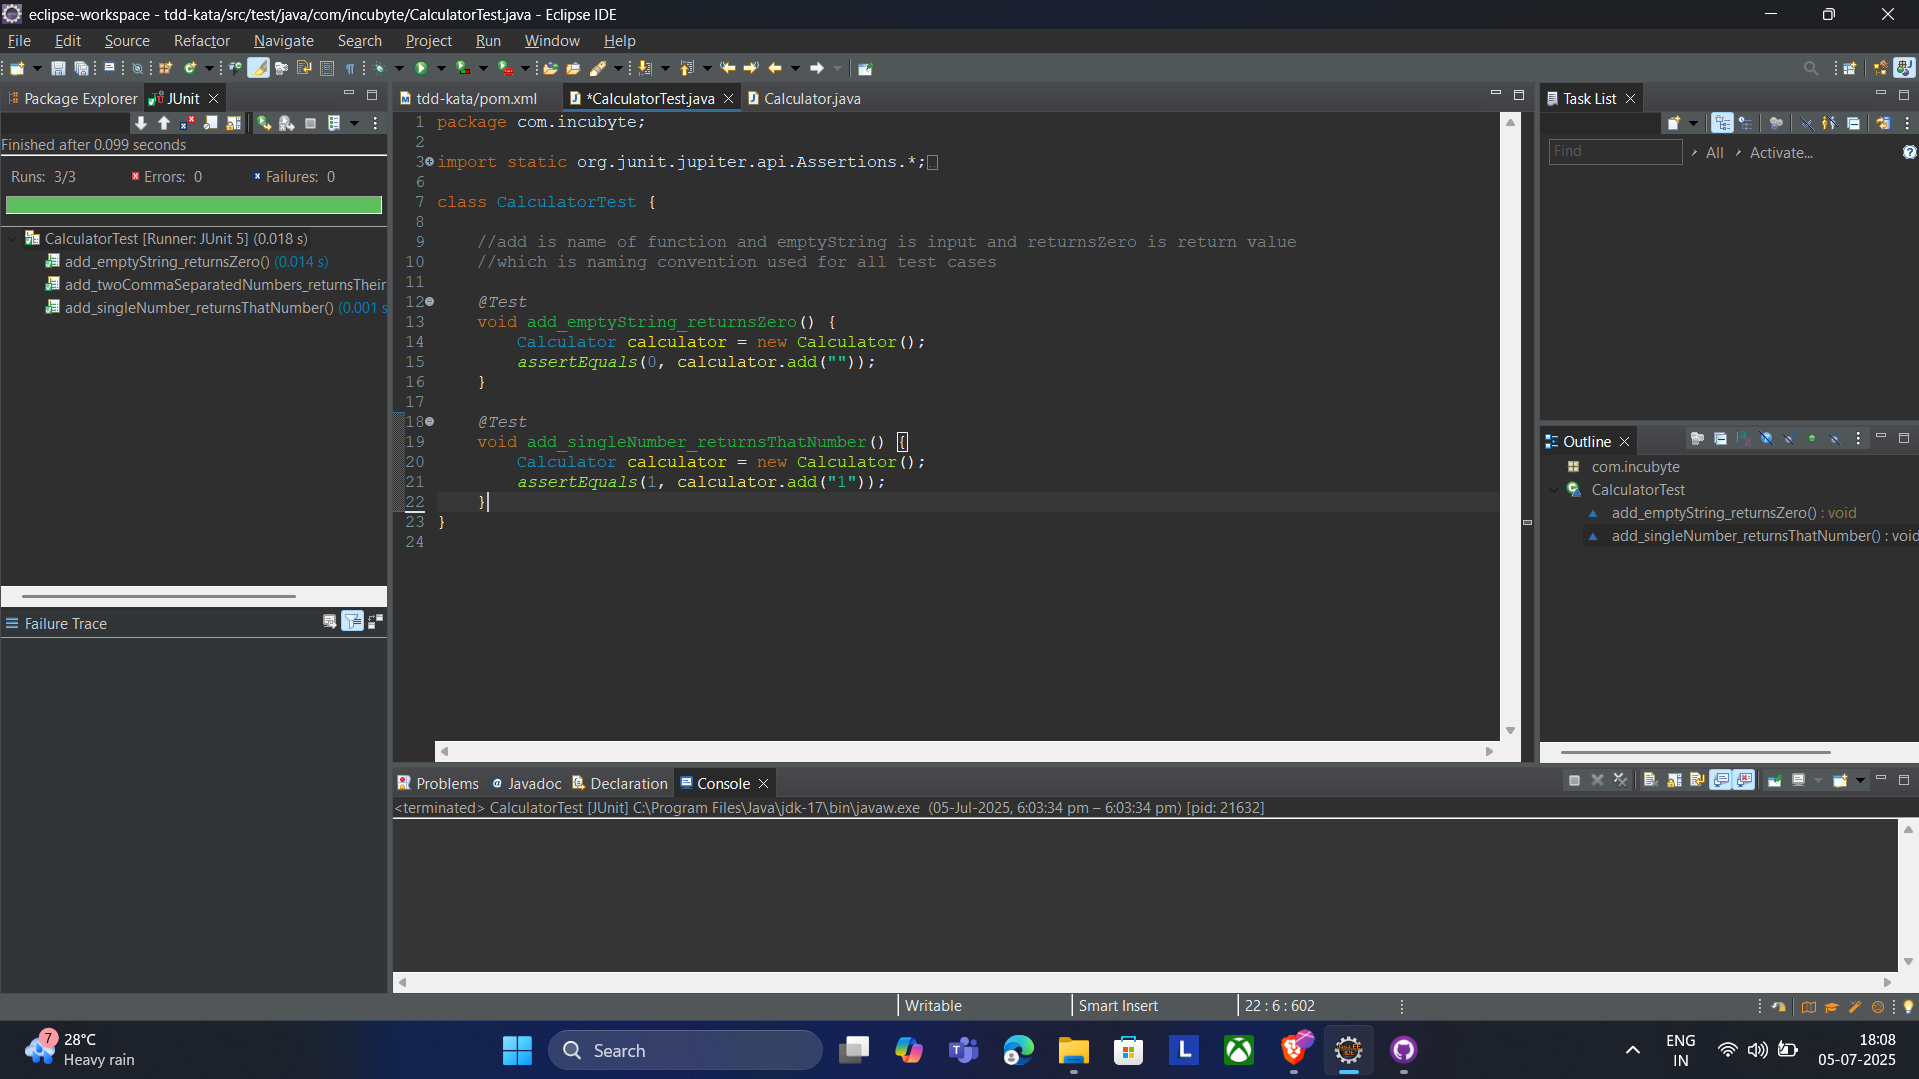 eclipse-workspace - tdd-kata/src/test/java/com/incubyte/CalculatorTest.java - Eclipse IDE
File Edit Source Refactor Navigate Search Project Run Window Help
Package Explorer JUnit
Finished after 0.099 seconds
Runs: 3/3 Errors: 0 Failures: 0
CalculatorTest [Runner: JUnit 5] (0.018 s)
add_emptyString_returnsZero() (0.014 s)
add_twoCommaSeparatedNumbers_returnsTheir
add_singleNumber_returnsThatNumber() (0.001 s
Failure Trace
tdd-kata/pom.xml *CalculatorTest.java Calculator.java
1 package com.incubyte;
2
3 import static org.junit.jupiter.api.Assertions.*;
6
7 class CalculatorTest {
8
9 //add is name of function and emptyString is input and returnsZero is return value
10 //which is naming convention used for all test cases
11
12 @Test
13 void add_emptyString_returnsZero() {
14 Calculator calculator = new Calculator();
15 assertEquals(0, calculator.add(""));
16 }
17
18 @Test
19 void add_singleNumber_returnsThatNumber() {
20 Calculator calculator = new Calculator();
21 assertEquals(1, calculator.add("1"));
22 }
23 }
24
Task List
Find All Activate...
Outline
com.incubyte
CalculatorTest
add_emptyString_returnsZero() : void
add_singleNumber_returnsThatNumber() : void
Problems Javadoc Declaration Console
<terminated> CalculatorTest [JUnit] C:\Program Files\Java\jdk-17\bin\javaw.exe (05-Jul-2025, 6:03:34 pm – 6:03:34 pm) [pid: 21632]
Writable Smart Insert 22 : 6 : 602
7
28°C
Heavy rain
Search
L
ENG
IN
18:08
05-07-2025